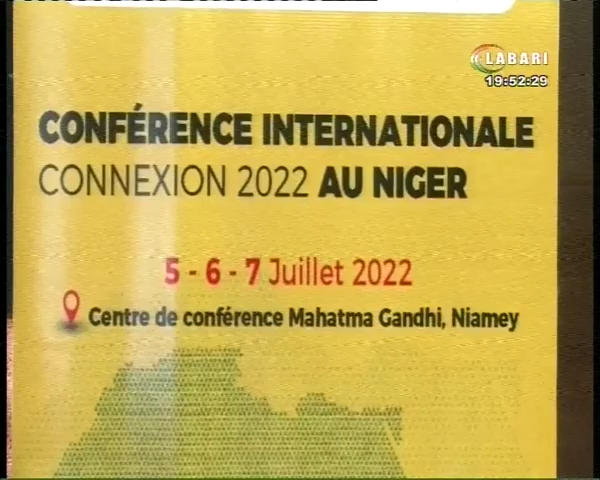 LABARI
19:52:29
CONFÉRENCE INTERNATIONALE
CONNEXION 2022 AU NIGER
5 - 6 - 7 Juillet 2022
Centre de conférence Mahatma Gandhi, Niamey